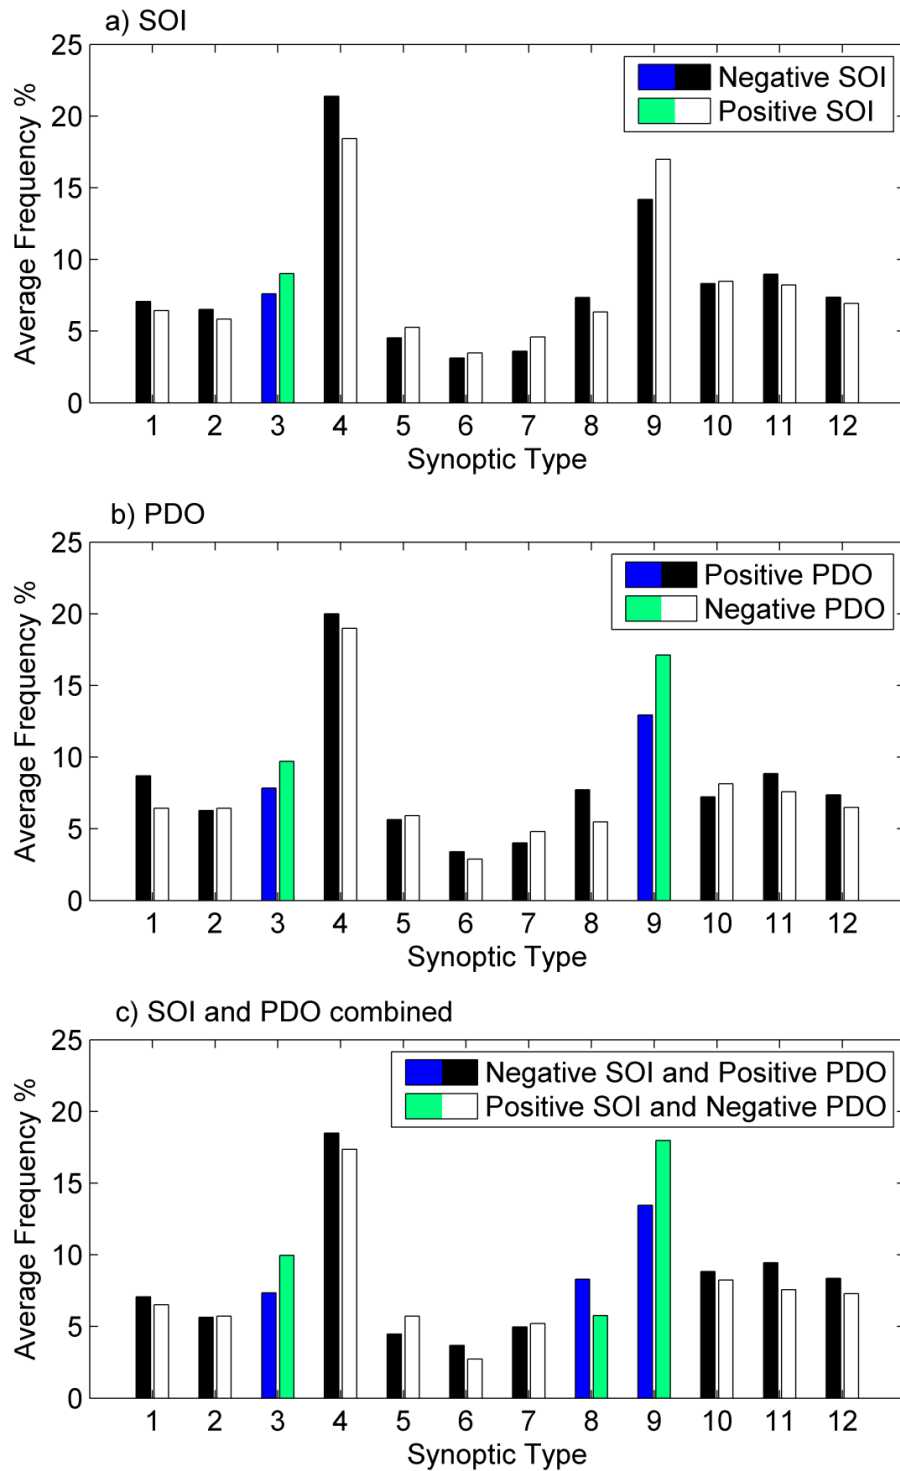 a) SOI
Average Frequency %
25
20
15
10
5
0
Negative SOI
Positive SOI
1 2 3 4 5 6 7 8 9 10 11 12
Synoptic Type
b) PDO
Average Frequency %
25
20
15
10
5
0
Positive PDO
Negative PDO
1 2 3 4 5 6 7 8 9 10 11 12
Synoptic Type
c) SOI and PDO combined
Average Frequency %
25
20
15
10
5
0
Negative SOI and Positive PDO
Positive SOI and Negative PDO
1 2 3 4 5 6 7 8 9 10 11 12
Synoptic Type